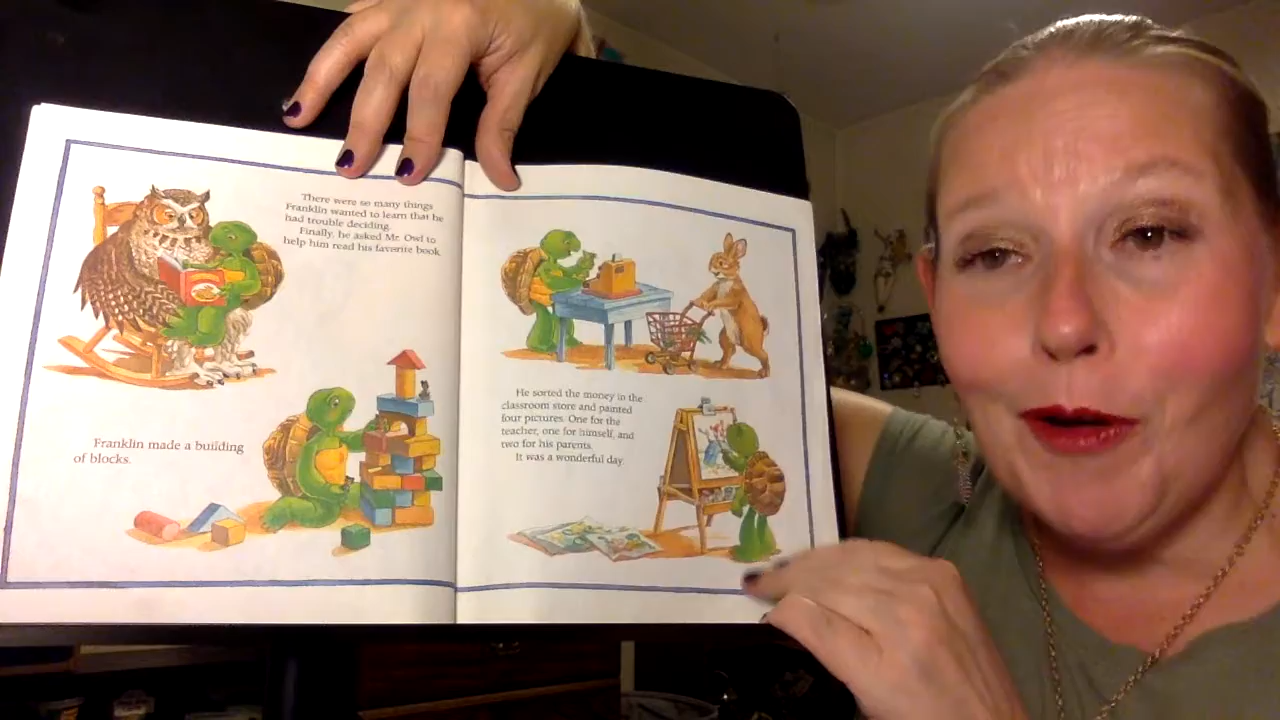 There were so many things
Franklin wanted to learn that he
had trouble deciding.
Finally, he asked Mr. Owl to
help him read his favorite book.
Franklin made a building
of blocks.
He sorted the money in the
classroom store and painted
four pictures. One for the
teacher, one for himself, and
two for his parents.
It was a wonderful day.